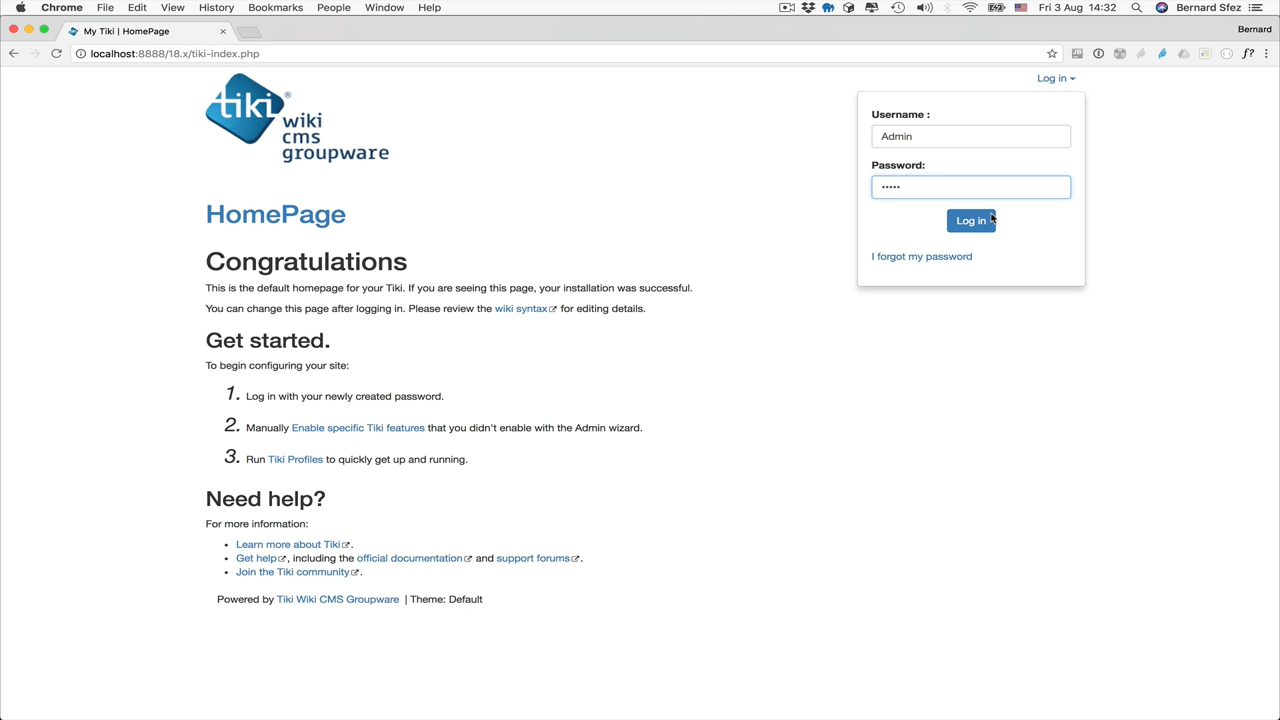 Chrome File Edit View History Bookmarks People Window Help Fri 3 Aug 14:32 Bernard Sfez
My Tiki | HomePage Bernard
localhost:8888/18.x/tiki-index.php
Log in
tiki®
wiki
cms
groupware
Username :
Admin
Password:
•••••
Log in
I forgot my password
HomePage
Congratulations
This is the default homepage for your Tiki. If you are seeing this page, your installation was successful.
You can change this page after logging in. Please review the wiki syntax for editing details.
Get started.
To begin configuring your site:
1. Log in with your newly created password.
2. Manually Enable specific Tiki features that you didn't enable with the Admin wizard.
3. Run Tiki Profiles to quickly get up and running.
Need help?
For more information:
• Learn more about Tiki.
• Get help, including the official documentation and support forums.
• Join the Tiki community.
Powered by Tiki Wiki CMS Groupware | Theme: Default